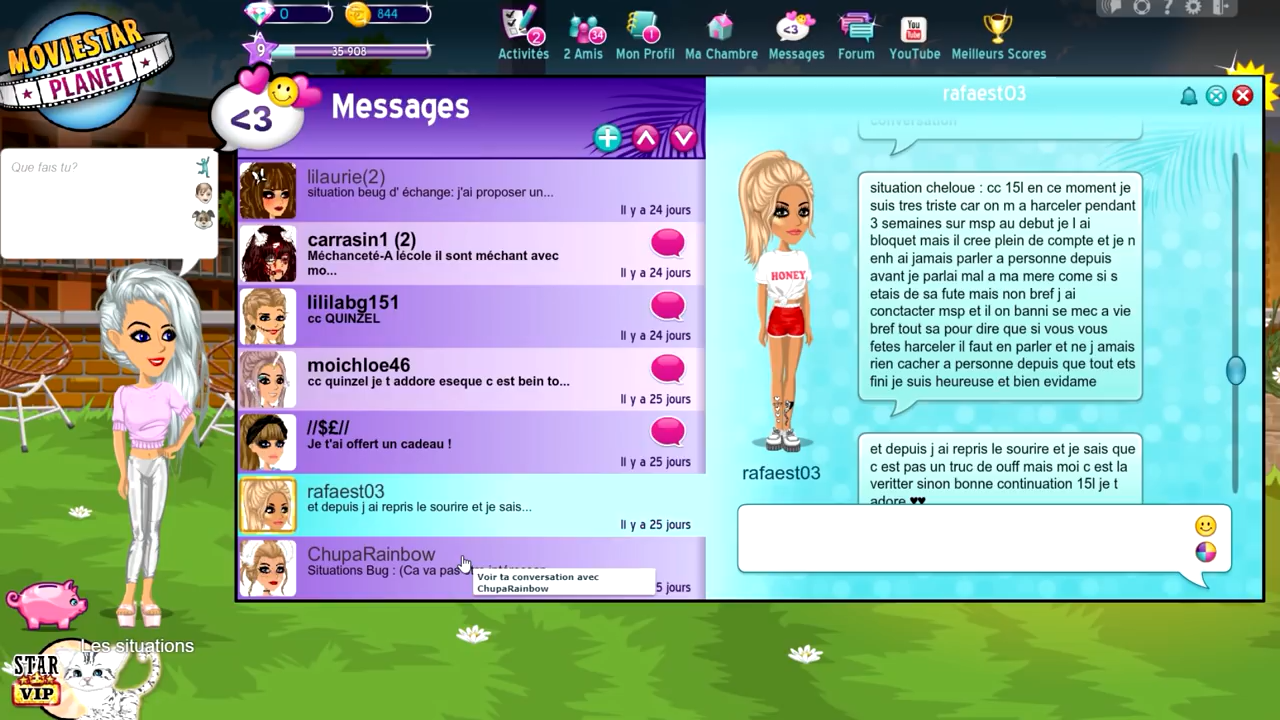 MOVIESTAR
PLANET
0
844
9
35 908
2
34
1
<3
You
Tube
Activités
2 Amis
Mon Profil
Ma Chambre
Messages
Forum
YouTube
Meilleurs Scores
Que fais tu?
<3
Messages
lilaurie(2)
situation beug d' échange: j'ai proposer un...
Il y a 24 jours
carrasin1 (2)
Méchanceté-A lécole il sont méchant avec
mo...
Il y a 24 jours
lililabg151
cc QUINZEL
Il y a 24 jours
moichloe46
cc quinzel je t addore eseque c est bein to...
Il y a 25 jours
//$£//
Je t'ai offert un cadeau !
Il y a 25 jours
rafaest03
et depuis j ai repris le sourire et je sais...
Il y a 25 jours
ChupaRainbow
Situations Bug : (Ca va pas
5 jours
Voir ta conversation avec
ChupaRainbow
rafaest03
conversation
situation cheloue : cc 15l en ce moment je
suis tres triste car on m a harceler pendant
3 semaines sur msp au debut je l ai
bloquet mais il cree plein de compte et je n
enh ai jamais parler a personne depuis
avant je parlai mal a ma mere come si s
etais de sa fute mais non bref j ai
conctacter msp et il on banni se mec a vie
bref tout sa pour dire que si vous vous
fetes harceler il faut en parler et ne j amais
rien cacher a personne depuis que tout ets
fini je suis heureuse et bien evidame
HONEY
rafaest03
et depuis j ai repris le sourire et je sais que
c est pas un truc de ouff mais moi c est la
veritter sinon bonne continuation 15l je t
adore ♥♥
Les situations
STAR
VIP